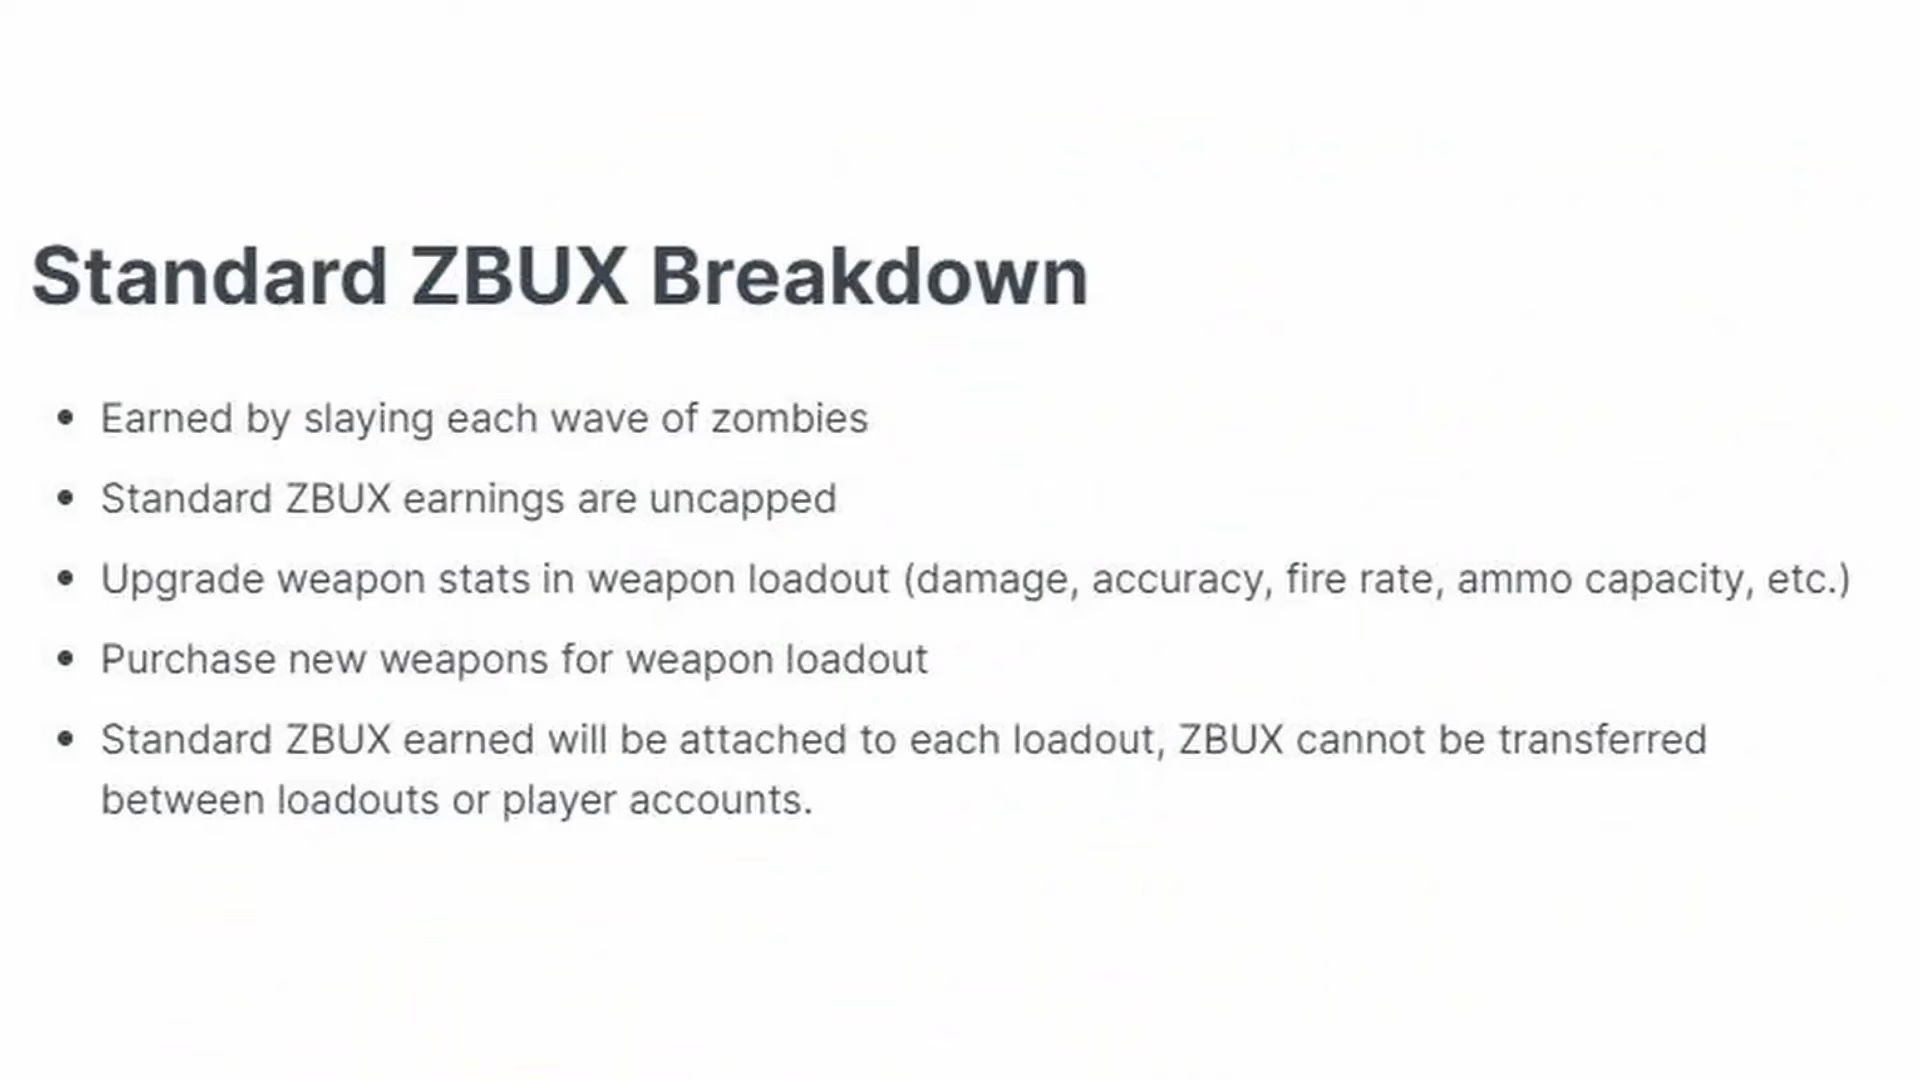 Standard ZBUX Breakdown
• Earned by slaying each wave of zombies
• Standard ZBUX earnings are uncapped
• Upgrade weapon stats in weapon loadout (damage, accuracy, fire rate, ammo capacity, etc.)
• Purchase new weapons for weapon loadout
• Standard ZBUX earned will be attached to each loadout, ZBUX cannot be transferred
between loadouts or player accounts.